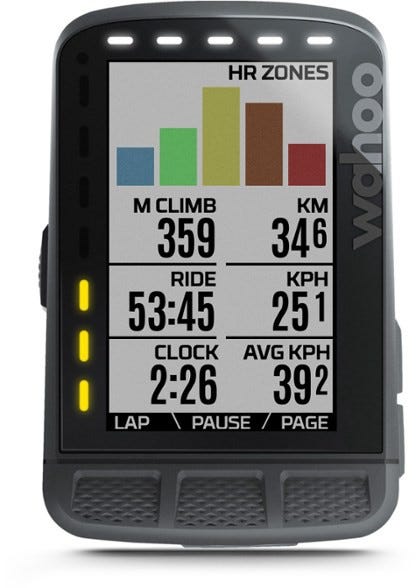 HR ZONES
M CLIMB KM
359 34⁶
RIDE KPH
53:45 25¹
CLOCK AVG KPH
2:26 39²
LAP \ PAUSE / PAGE
wahoo